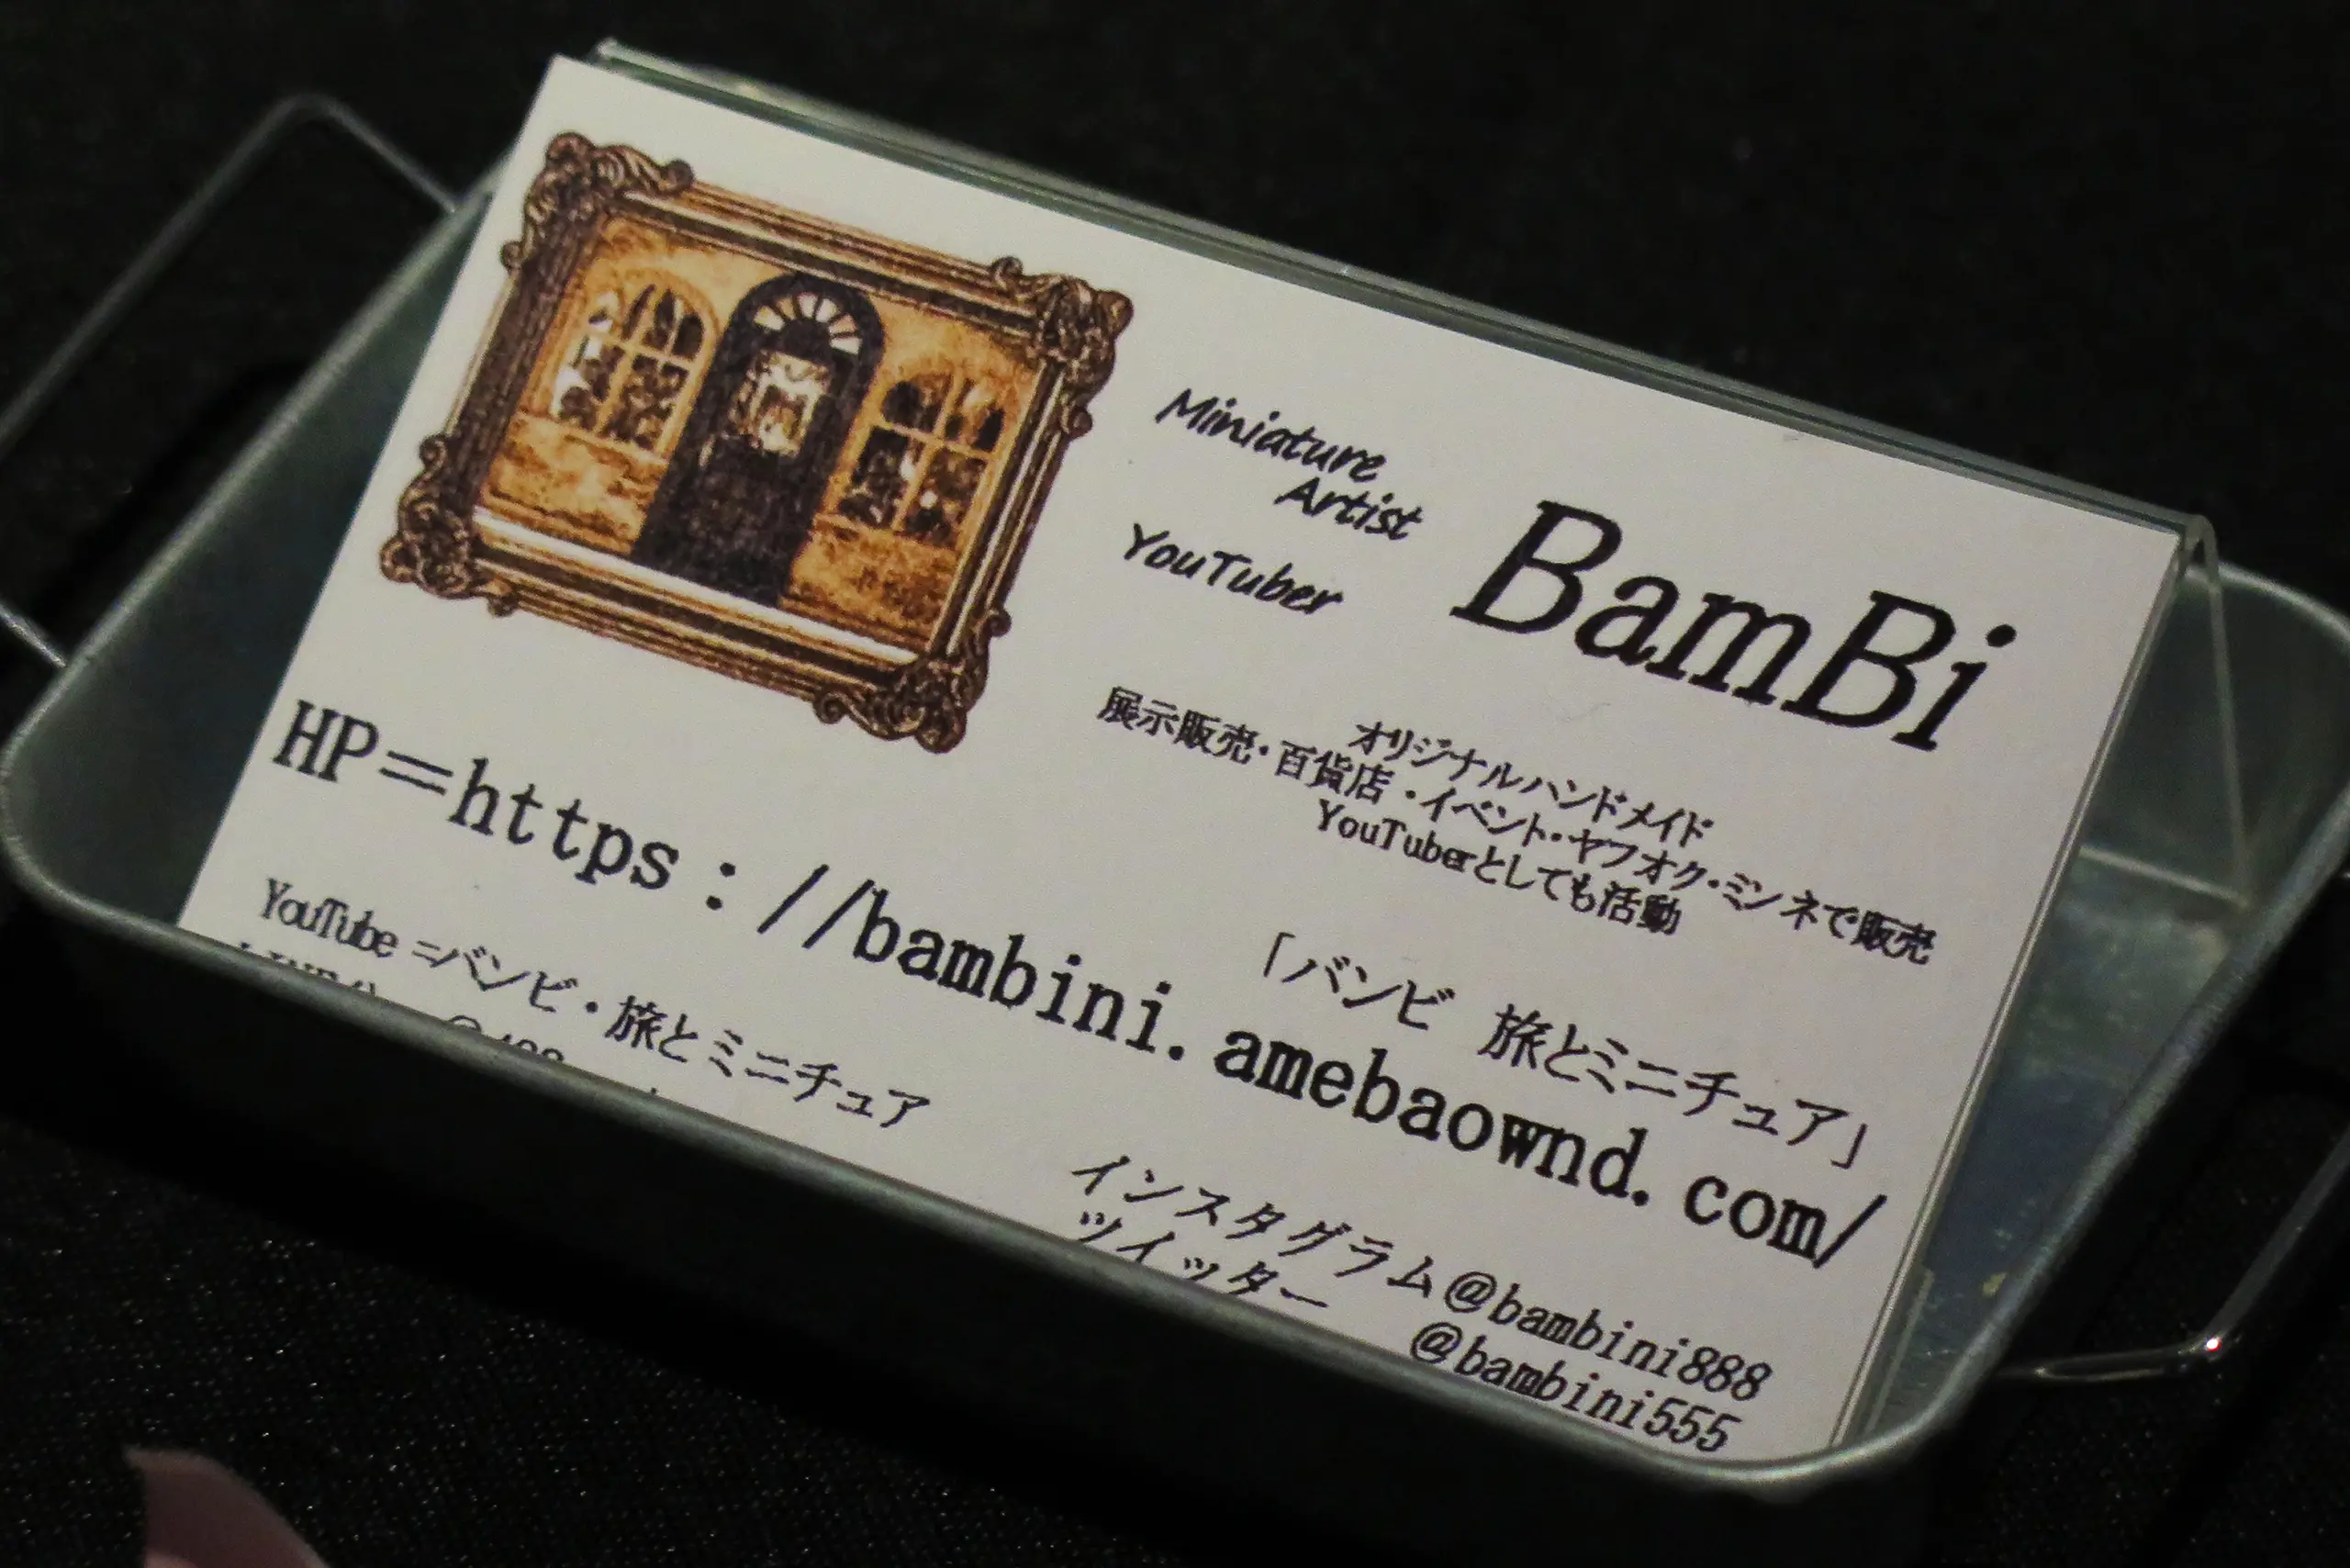 Miniature
Artist
YouTuber
BamBi
オリジナルハンドメイド
展示販売・百貨店・イベント・ヤフオク・ミンネで販売
YouTuberとしても活動
「バンビ 旅とミニチュア」
HP＝https：//bambini.amebaownd.com/
YouTube =バンビ・旅とミニチュア
インスタグラム@bambini888
ツイッター @bambini555